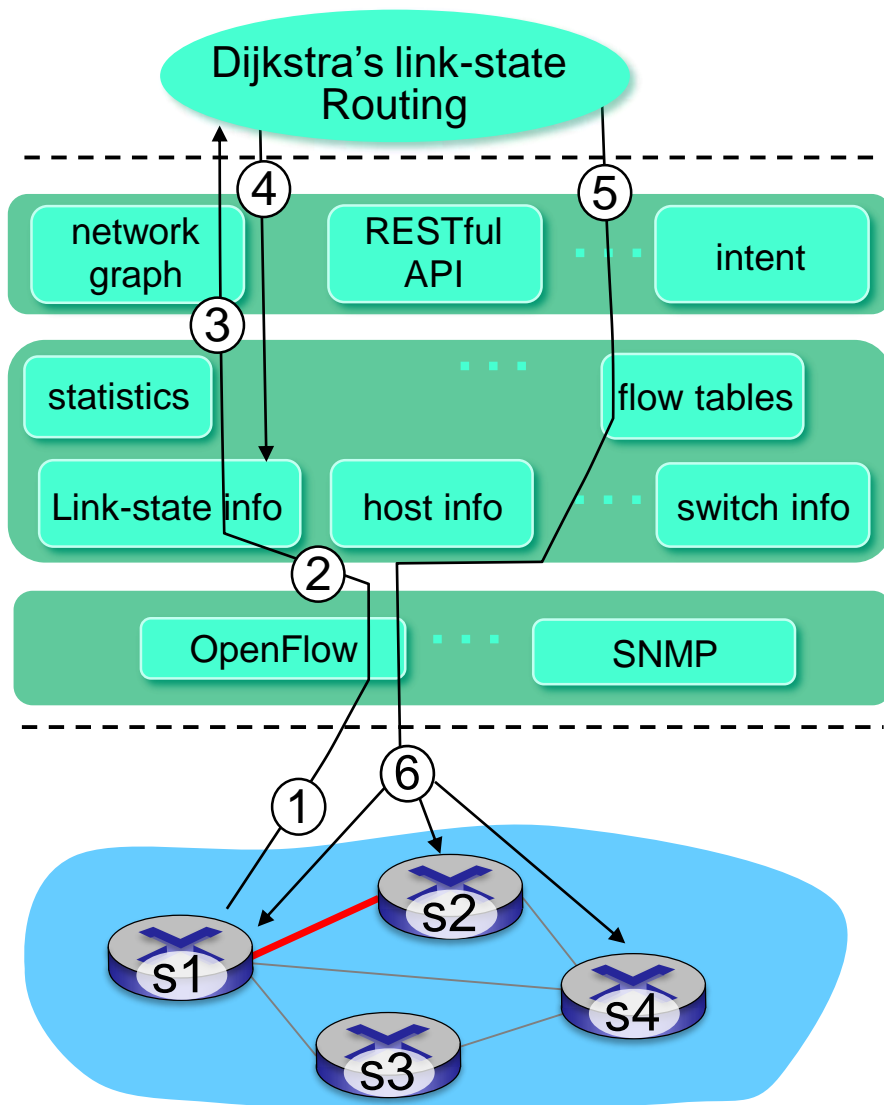 Dijkstra's link-state
Routing
4
5
network
graph
RESTful
API
. . .
intent
3
statistics
. . .
flow tables
Link-state info
host info
. . .
switch info
2
OpenFlow
. . .
SNMP
1
6
s2
s1
s4
s3